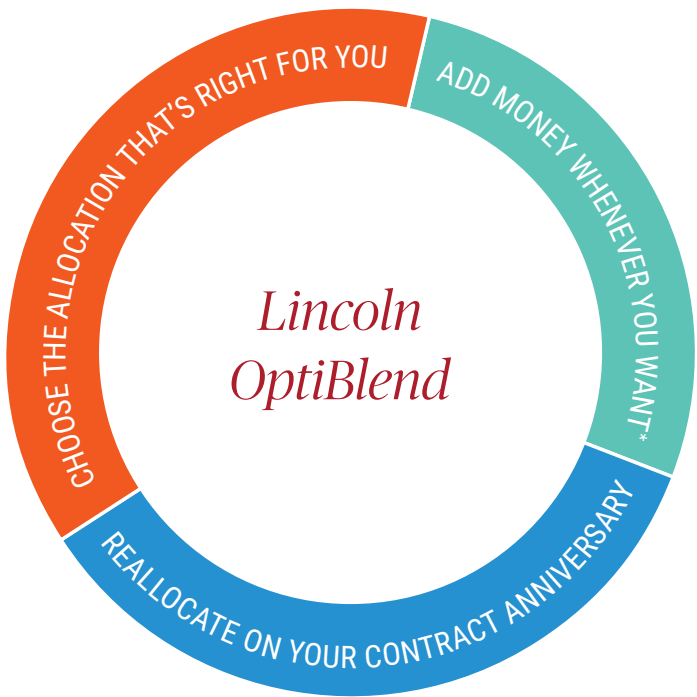 CHOOSE THE ALLOCATION THAT'S RIGHT FOR YOU
ADD MONEY WHENEVER YOU WANT*
REALLOCATE ON YOUR CONTRACT ANNIVERSARY
Lincoln
OptiBlend